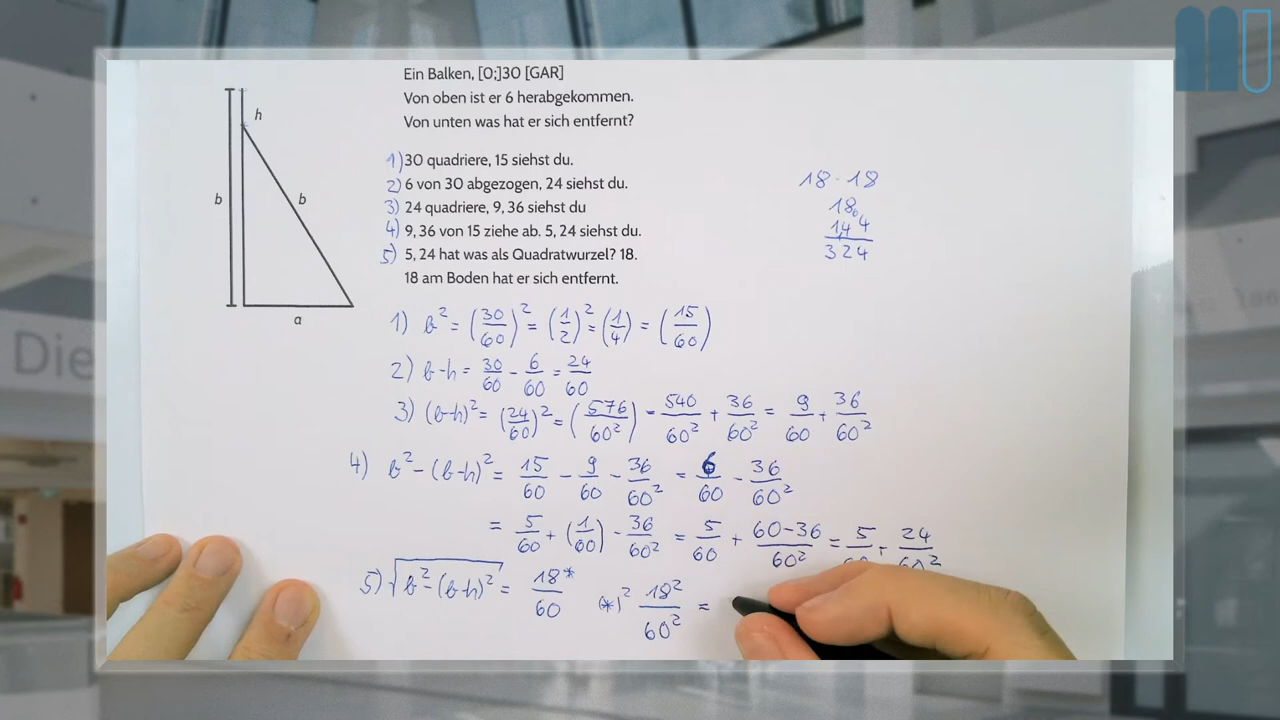 Ein Balken, [0;]30 [GAR]
Von oben ist er 6 herabgekommen.
Von unten was hat er sich entfernt?
h
b
b
a
1) 30 quadriere, 15 siehst du.
2) 6 von 30 abgezogen, 24 siehst du.
3) 24 quadriere, 9, 36 siehst du
4) 9, 36 von 15 ziehe ab. 5, 24 siehst du.
5) 5, 24 hat was als Quadratwurzel? 18.
18 am Boden hat er sich entfernt.
18 · 18
18
144
324
1) b² = (30/60)² = (1/2)² = (1/4) = (15/60)
2) b-h = 30/60 - 6/60 = 24/60
3) (b-h)² = (24/60)² = (576/60²) = 540/60² + 36/60² = 9/60 + 36/60²
4) b² - (b-h)² = 15/60 - 9/60 - 36/60² = 6/60 - 36/60²
= 5/60 + (1/60) - 36/60² = 5/60 + 60-36/60² = 5/60 + 24/60²
5) √b²-(b-h)² = 18*/60 (*)² 18²/60² =
Die